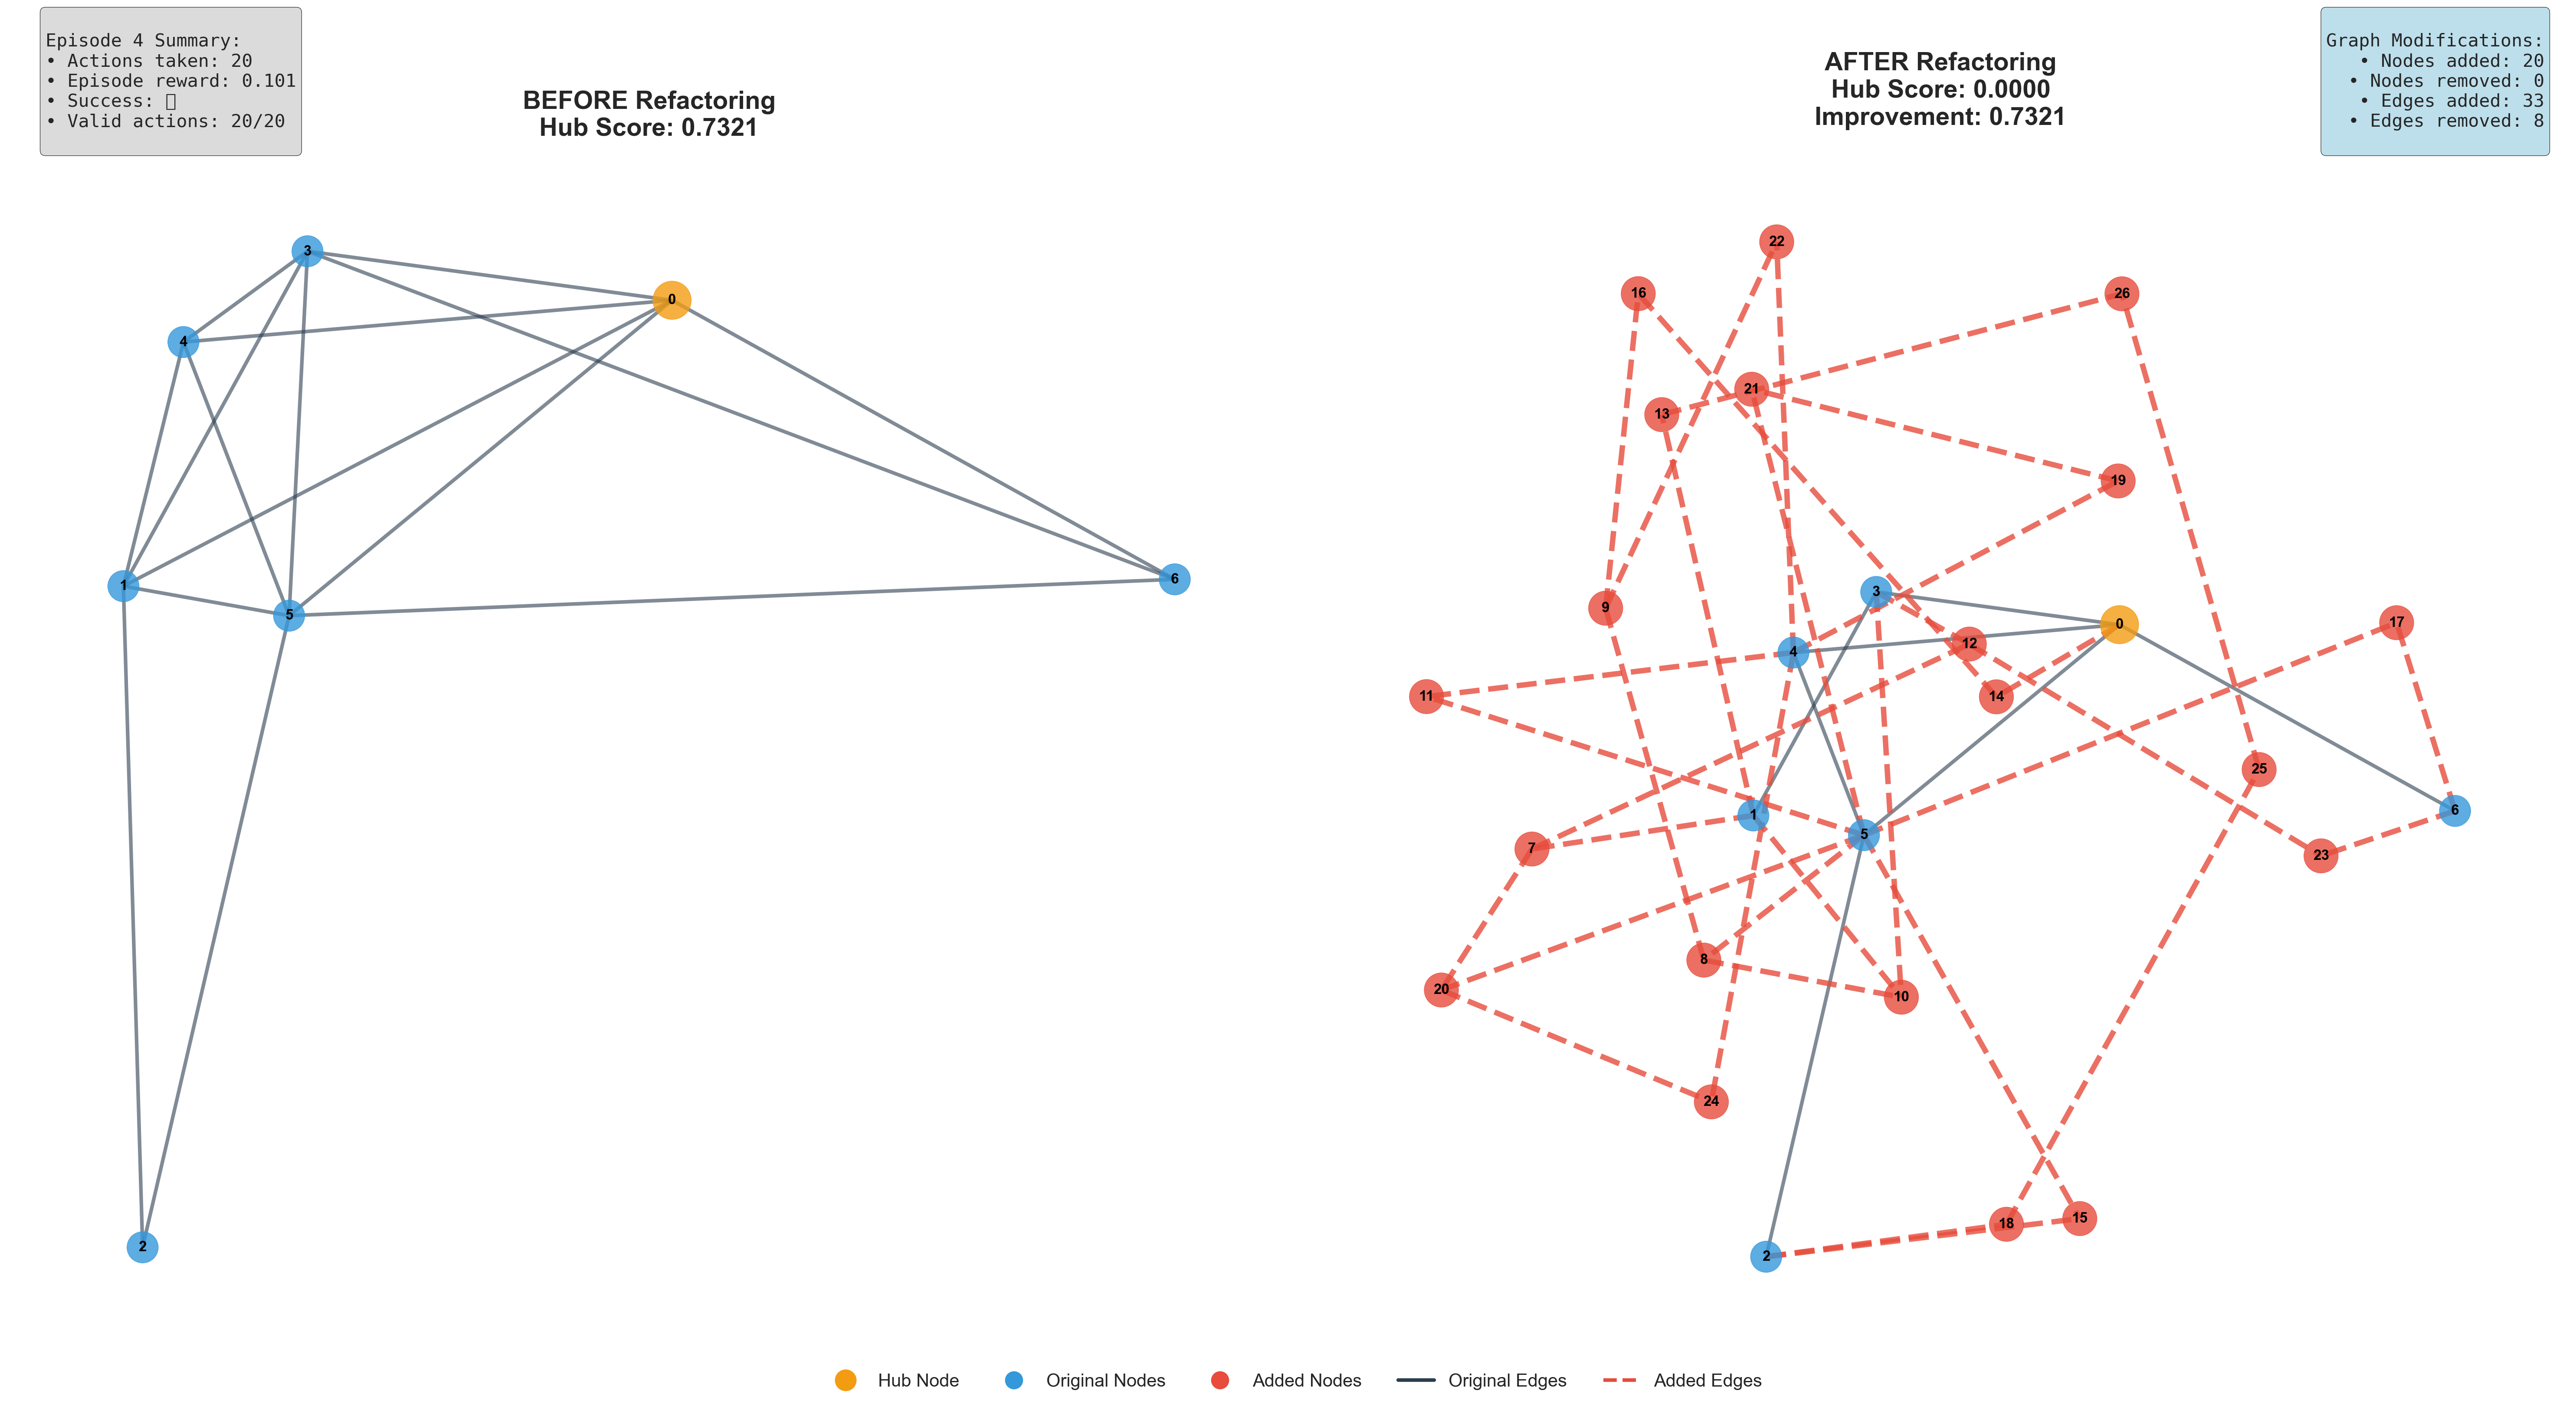 Episode 4 Summary:
• Actions taken: 20
• Episode reward: 0.101
• Success: 
• Valid actions: 20/20
BEFORE Refactoring
Hub Score: 0.7321
AFTER Refactoring
Hub Score: 0.0000
Improvement: 0.7321
Graph Modifications:
• Nodes added: 20
• Nodes removed: 0
• Edges added: 33
• Edges removed: 8
3
0
4
1
5
6
2
22
16
26
21
13
19
3
9
0
17
12
4
11
14
25
6
1
5
7
23
8
20
10
24
15
18
2
Hub Node
Original Nodes
Added Nodes
Original Edges
Added Edges